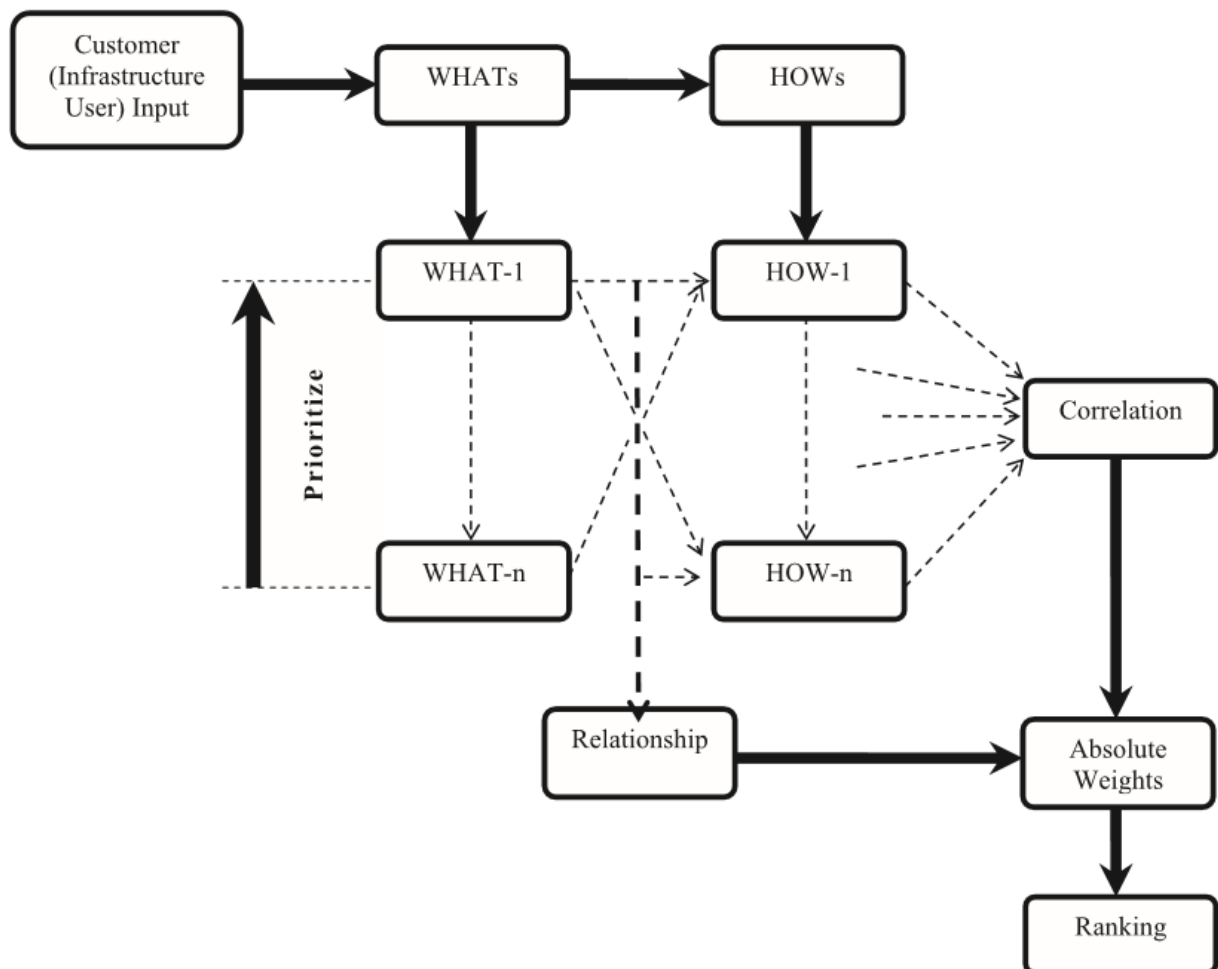 Customer
(Infrastructure
User) Input
WHATs
HOWs
WHAT-1
HOW-1
Prioritize
Correlation
WHAT-n
HOW-n
Relationship
Absolute
Weights
Ranking